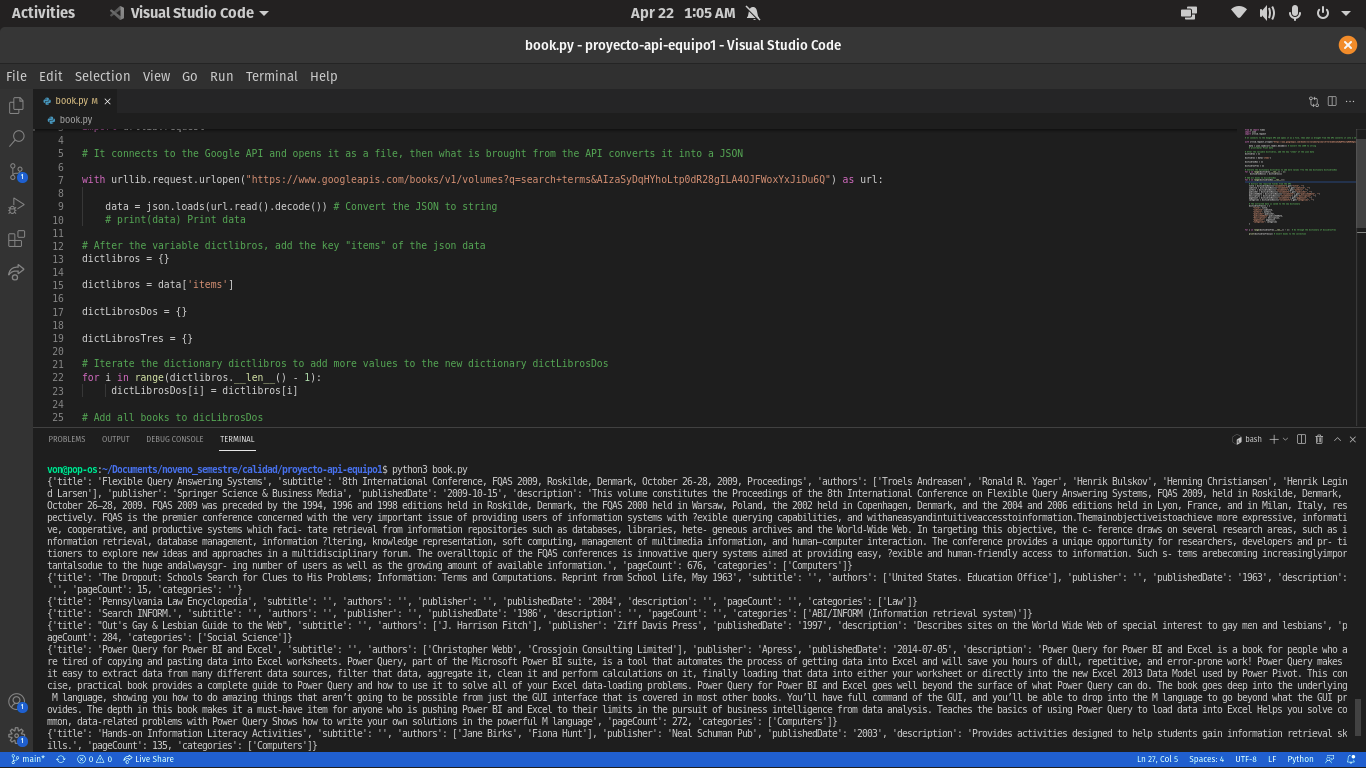 Activities
Visual Studio Code
Apr 22 1:05 AM
book.py - proyecto-api-equipo1 - Visual Studio Code
File Edit Selection View Go Run Terminal Help
book.py M
book.py
4
5 # It connects to the Google API and opens it as a file, then what is brought from the API converts it into a JSON
6
7 with urllib.request.urlopen("https://www.googleapis.com/books/v1/volumes?q=search+terms&AIzaSyDqHYhoLtp0dR28gILA4OJFWoxYxJiDu6Q") as url:
8
9 data = json.loads(url.read().decode()) # Convert the JSON to string
10 # print(data) Print data
11
12 # After the variable dictlibros, add the key "items" of the json data
13 dictlibros = {}
14
15 dictlibros = data['items']
16
17 dictLibrosDos = {}
18
19 dictLibrosTres = {}
20
21 # Iterate the dictionary dictlibros to add more values to the new dictionary dictLibrosDos
22 for i in range(dictlibros.__len__() - 1):
23 dictLibrosDos[i] = dictlibros[i]
24
25 # Add all books to dicLibrosDos
PROBLEMS OUTPUT DEBUG CONSOLE TERMINAL
bash
von@pop-os:~/Documents/noveno_semestre/calidad/proyecto-api-equipo1$ python3 book.py
{'title': 'Flexible Query Answering Systems', 'subtitle': '8th International Conference, FQAS 2009, Roskilde, Denmark, October 26-28, 2009, Proceedings', 'authors': ['Troels Andreasen', 'Ronald R. Yager', 'Henrik Bulskov', 'Henning Christiansen', 'Henrik Legin
d Larsen'], 'publisher': 'Springer Science & Business Media', 'publishedDate': '2009-10-15', 'description': 'This volume constitutes the Proceedings of the 8th International Conference on Flexible Query Answering Systems, FQAS 2009, held in Roskilde, Denmark,
October 26–28, 2009. FQAS 2009 was preceded by the 1994, 1996 and 1998 editions held in Roskilde, Denmark, the FQAS 2000 held in Warsaw, Poland, the 2002 held in Copenhagen, Denmark, and the 2004 and 2006 editions held in Lyon, France, and in Milan, Italy, res
pectively. FQAS is the premier conference concerned with the very important issue of providing users of information systems with ?exible querying capabilities, and withaneasyandintuitiveaccesstoinformation.Themainobjectiveistoachieve more expressive, informati
ve, cooperative, and productive systems which faci- tate retrieval from information repositories such as databases, libraries, hete- geneous archives and the World-Wide Web. In targeting this objective, the c- ference draws on several research areas, such as i
nformation retrieval, database management, information ?ltering, knowledge representation, soft computing, management of multimedia information, and human–computer interaction. The conference provides a unique opportunity for researchers, developers and pr- ti
tioners to explore new ideas and approaches in a multidisciplinary forum. The overalltopic of the FQAS conferences is innovative query systems aimed at providing easy, ?exible and human-friendly access to information. Such s- tems arebecoming increasinglyimpor
tantalsodue to the huge andalwaysgr- ing number of users as well as the growing amount of available information.', 'pageCount': 676, 'categories': ['Computers']}
{'title': 'The Dropout: Schools Search for Clues to His Problems; Information: Terms and Computations. Reprint from School Life, May 1963', 'subtitle': '', 'authors': ['United States. Education Office'], 'publisher': '', 'publishedDate': '1963', 'description':
'', 'pageCount': 15, 'categories': ''}
{'title': 'Pennsylvania Law Encyclopedia', 'subtitle': '', 'authors': '', 'publisher': '', 'publishedDate': '2004', 'description': '', 'pageCount': '', 'categories': ['Law']}
{'title': 'Search INFORM.', 'subtitle': '', 'authors': '', 'publisher': '', 'publishedDate': '1986', 'description': '', 'pageCount': '', 'categories': ['ABI/INFORM (Information retrieval system)']}
{'title': "Out's Gay & Lesbian Guide to the Web", 'subtitle': '', 'authors': ['J. Harrison Fitch'], 'publisher': 'Ziff Davis Press', 'publishedDate': '1997', 'description': 'Describes sites on the World Wide Web of special interest to gay men and lesbians', 'p
ageCount': 284, 'categories': ['Social Science']}
{'title': 'Power Query for Power BI and Excel', 'subtitle': '', 'authors': ['Christopher Webb', 'Crossjoin Consulting Limited'], 'publisher': 'Apress', 'publishedDate': '2014-07-05', 'description': 'Power Query for Power BI and Excel is a book for people who a
re tired of copying and pasting data into Excel worksheets. Power Query, part of the Microsoft Power BI suite, is a tool that automates the process of getting data into Excel and will save you hours of dull, repetitive, and error-prone work! Power Query makes
it easy to extract data from many different data sources, filter that data, aggregate it, clean it and perform calculations on it, finally loading that data into either your worksheet or directly into the new Excel 2013 Data Model used by Power Pivot. This con
cise, practical book provides a complete guide to Power Query and how to use it to solve all of your Excel data-loading problems. Power Query for Power BI and Excel goes well beyond the surface of what Power Query can do. The book goes deep into the underlying
M language, showing you how to do amazing things that aren’t going to be possible from just the GUI interface that is covered in most other books. You’ll have full command of the GUI, and you’ll be able to drop into the M language to go beyond what the GUI pr
ovides. The depth in this book makes it a must-have item for anyone who is pushing Power BI and Excel to their limits in the pursuit of business intelligence from data analysis. Teaches the basics of using Power Query to load data into Excel Helps you solve co
mmon, data-related problems with Power Query Shows how to write your own solutions in the powerful M language', 'pageCount': 272, 'categories': ['Computers']}
{'title': 'Hands-on Information Literacy Activities', 'subtitle': '', 'authors': ['Jane Birks', 'Fiona Hunt'], 'publisher': 'Neal Schuman Pub', 'publishedDate': '2003', 'description': 'Provides activities designed to help students gain information retrieval sk
ills.', 'pageCount': 135, 'categories': ['Computers']}
main* 0 0 Live Share Ln 27, Col 5 Spaces: 4 UTF-8 LF Python